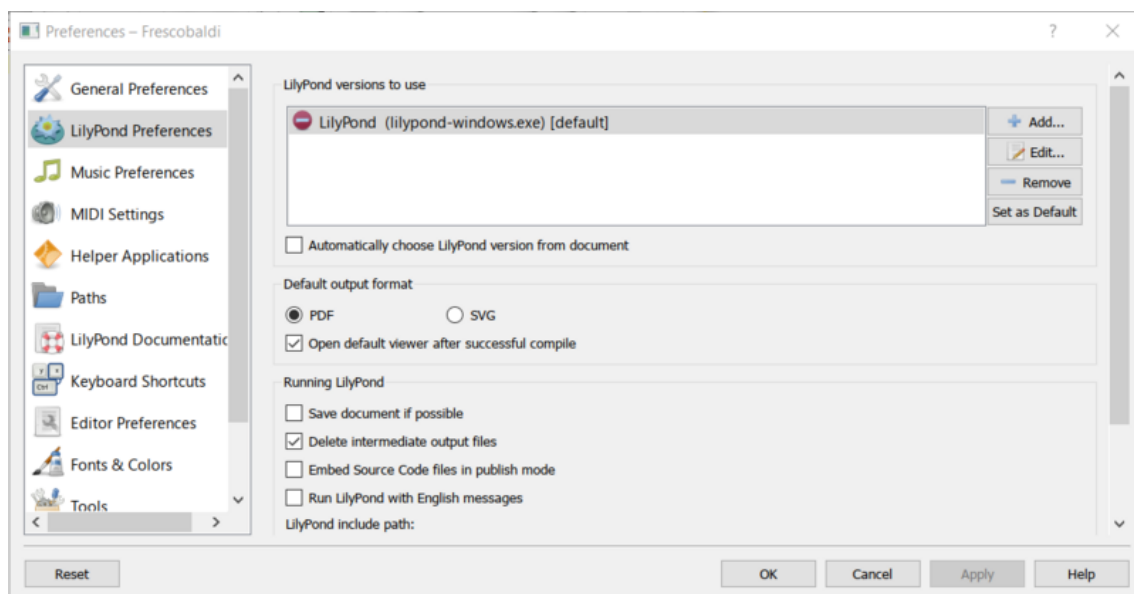 Preferences – Frescobaldi
?
General Preferences
LilyPond Preferences
Music Preferences
MIDI Settings
Helper Applications
Paths
LilyPond Documentatic
Keyboard Shortcuts
Editor Preferences
Fonts & Colors
Tools
LilyPond versions to use
LilyPond (lilypond-windows.exe) [default]
Add...
Edit...
Remove
Set as Default
Automatically choose LilyPond version from document
Default output format
PDF SVG
Open default viewer after successful compile
Running LilyPond
Save document if possible
Delete intermediate output files
Embed Source Code files in publish mode
Run LilyPond with English messages
LilyPond include path:
Reset OK Cancel Apply Help